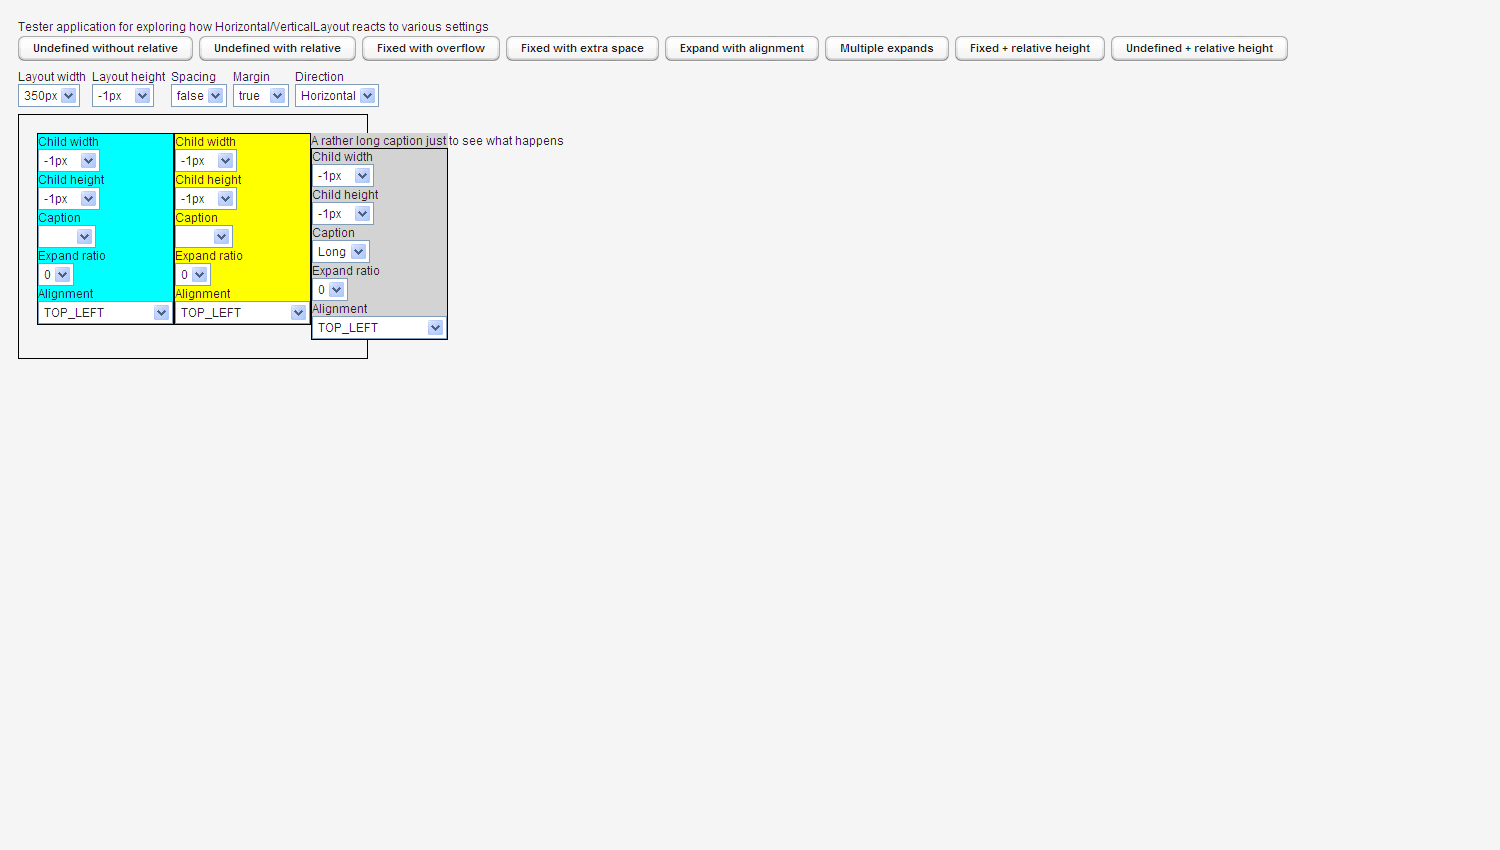 Tester application for exploring how Horizontal/VerticalLayout reacts to various settings
Undefined without relative Undefined with relative Fixed with overflow Fixed with extra space Expand with alignment Multiple expands Fixed + relative height Undefined + relative height
Layout width Layout height Spacing Margin Direction
350px -1px false true Horizontal
Child width
-1px
Child height
-1px
Caption
Expand ratio
0
Alignment
TOP_LEFT
Child width
-1px
Child height
-1px
Caption
Expand ratio
0
Alignment
TOP_LEFT
A rather long caption just to see what happens
Child width
-1px
Child height
-1px
Caption
Long
Expand ratio
0
Alignment
TOP_LEFT